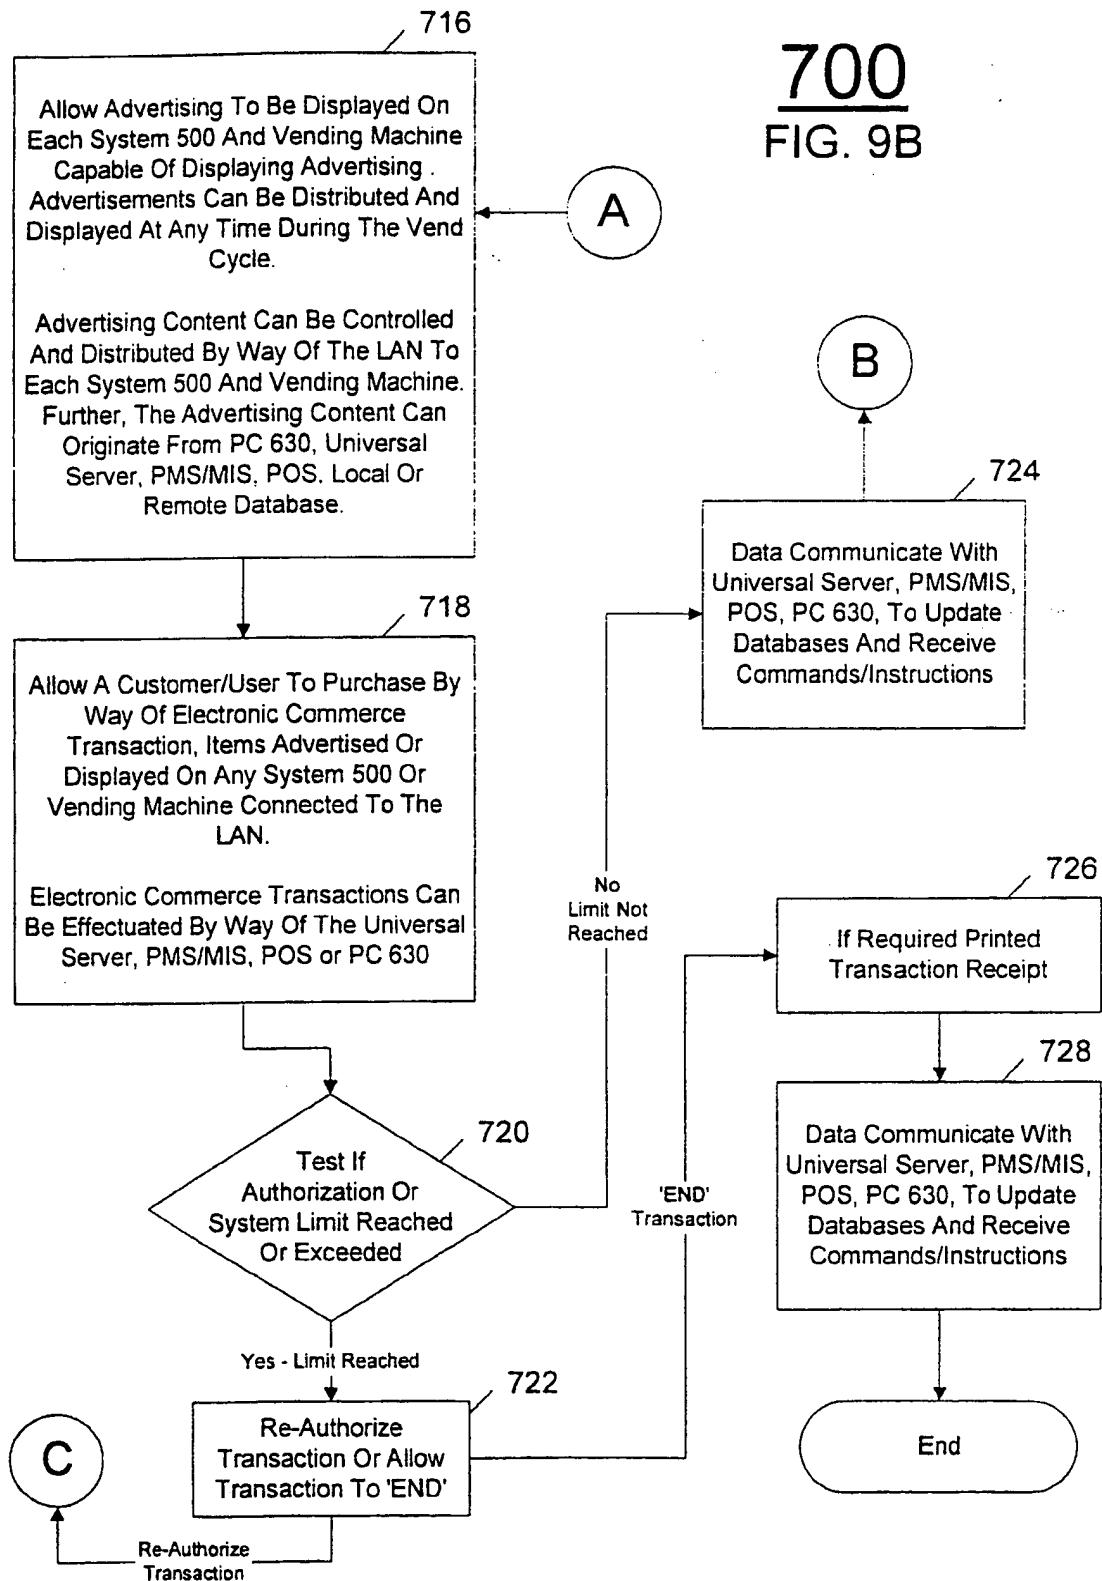 716
700
FIG. 9B
Allow Advertising To Be Displayed On
Each System 500 And Vending Machine
Capable Of Displaying Advertising .
Advertisements Can Be Distributed And
Displayed At Any Time During The Vend
Cycle.
Advertising Content Can Be Controlled
And Distributed By Way Of The LAN To
Each System 500 And Vending Machine.
Further, The Advertising Content Can
Originate From PC 630, Universal
Server, PMS/MIS, POS. Local Or
Remote Database.
A
B
724
Data Communicate With
Universal Server, PMS/MIS,
POS, PC 630, To Update
Databases And Receive
Commands/Instructions
718
Allow A Customer/User To Purchase By
Way Of Electronic Commerce
Transaction, Items Advertised Or
Displayed On Any System 500 Or
Vending Machine Connected To The
LAN.
Electronic Commerce Transactions Can
Be Effectuated By Way Of The Universal
Server, PMS/MIS, POS or PC 630
No
Limit Not
Reached
726
If Required Printed
Transaction Receipt
728
Data Communicate With
Universal Server, PMS/MIS,
POS, PC 630, To Update
Databases And Receive
Commands/Instructions
720
Test If
Authorization Or
System Limit Reached
Or Exceeded
'END'
Transaction
Yes - Limit Reached
722
Re-Authorize
Transaction Or Allow
Transaction To 'END'
End
C
Re-Authorize
Transaction